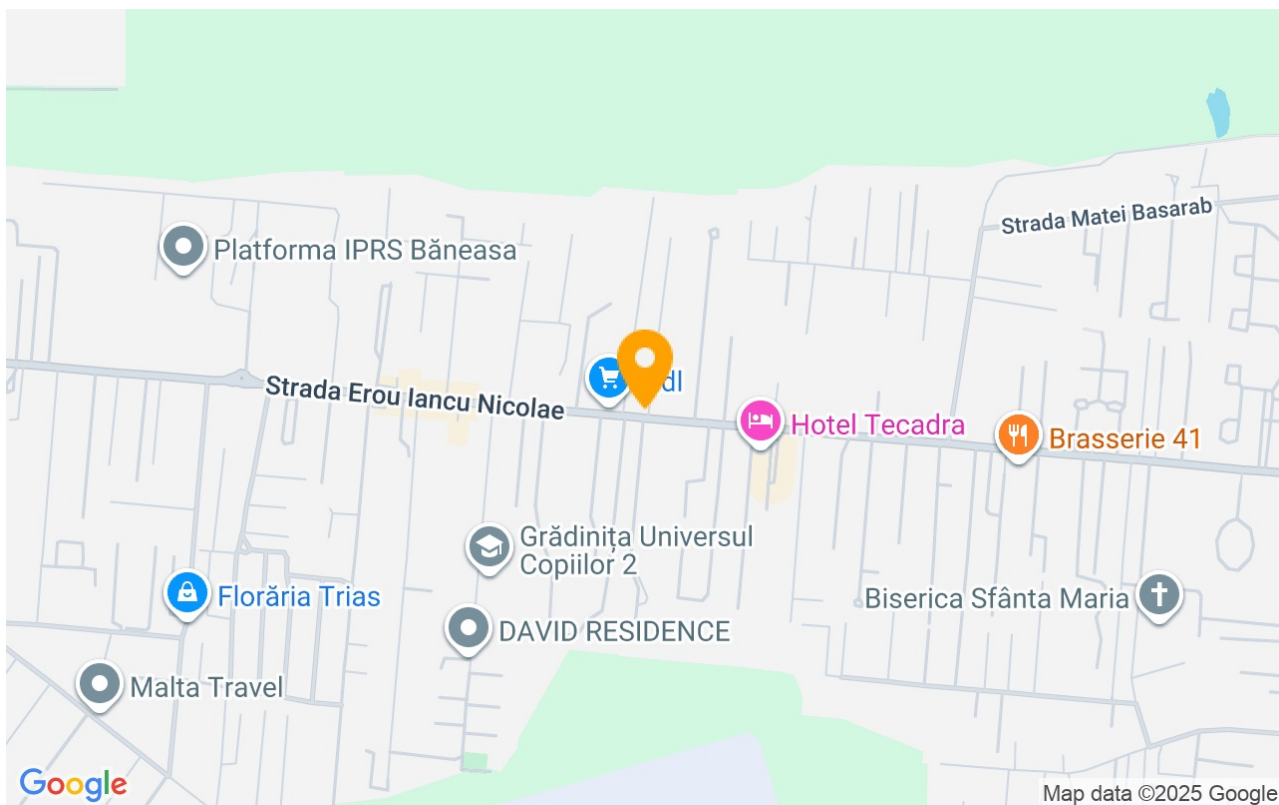 Strada Matei Basarab
Platforma IPRS Băneasa
Strada Erou Iancu Nicolae
Hotel Tecadra
Brasserie 41
Grădinița Universul
Copiilor 2
Florăria Trias
Biserica Sfânta Maria
DAVID RESIDENCE
Malta Travel
Google
Map data ©2025 Google